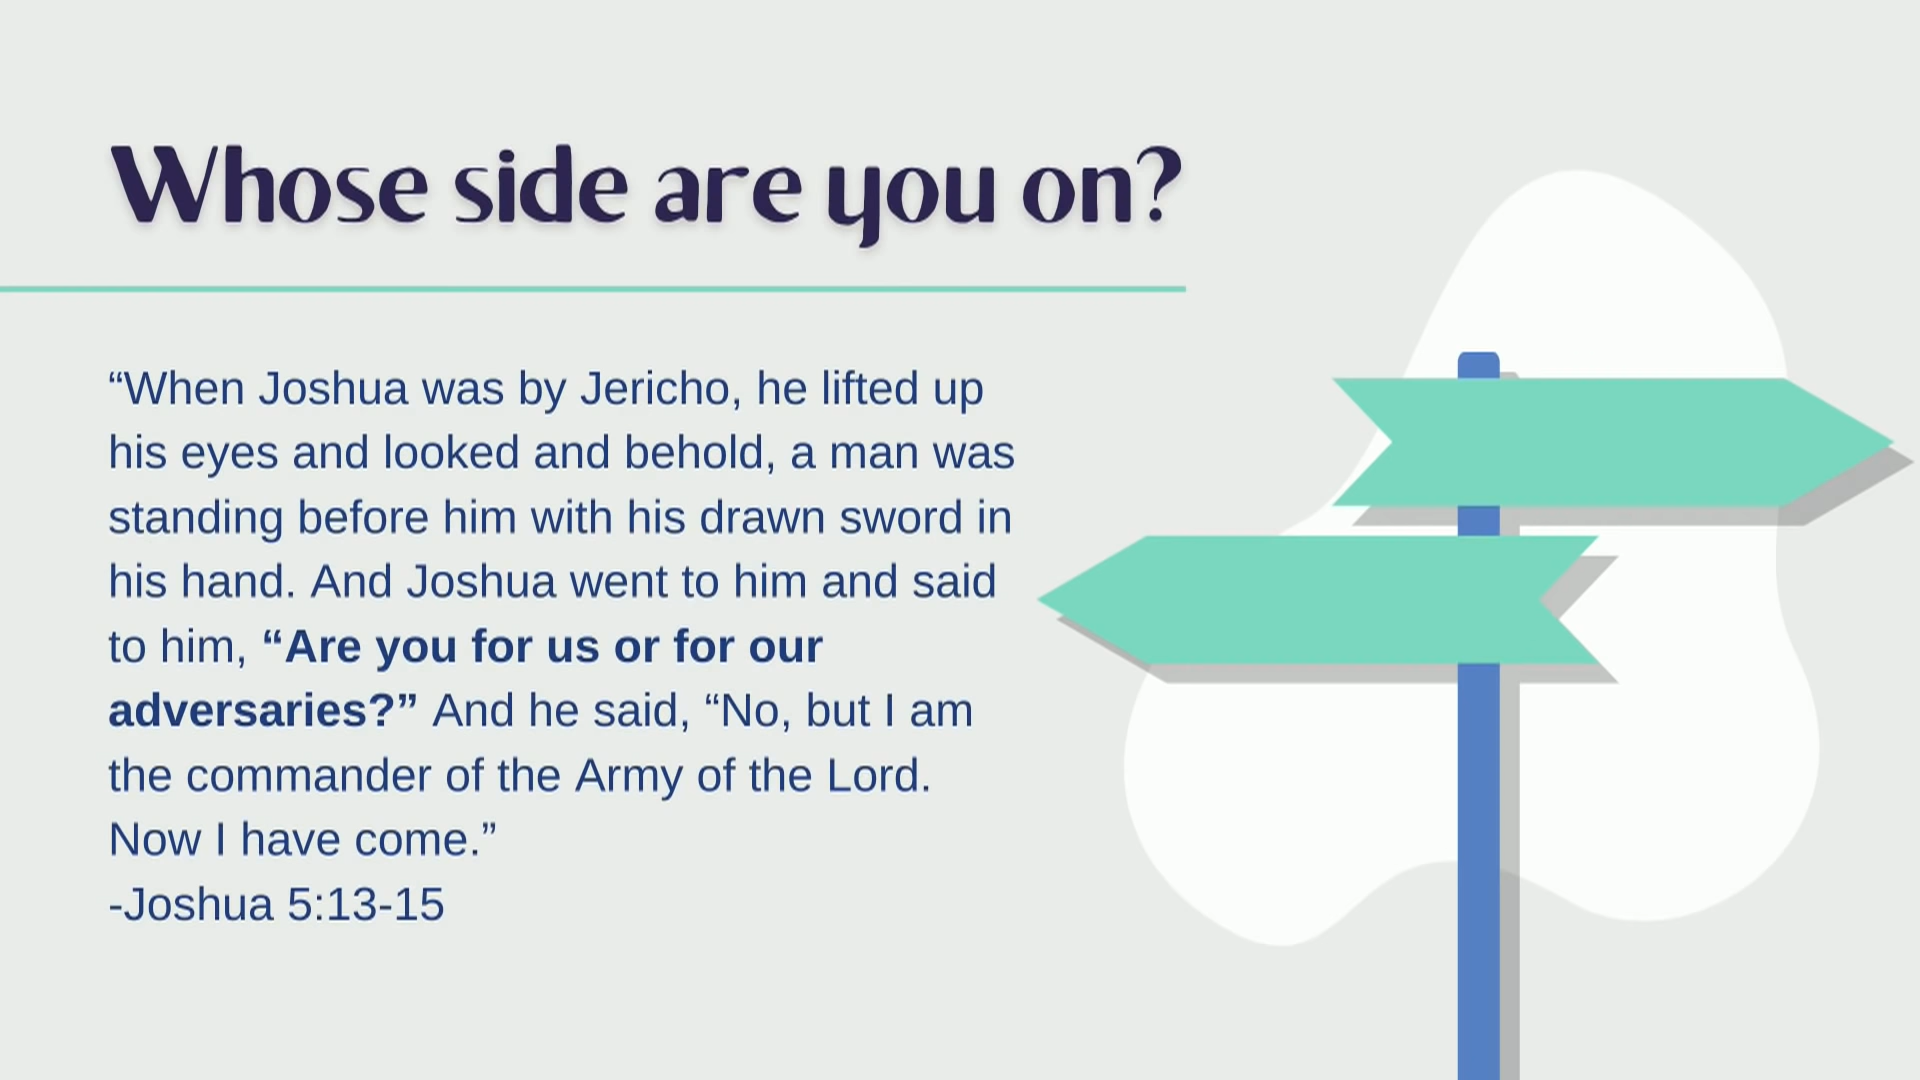 Whose side are you on?
“When Joshua was by Jericho, he lifted up
his eyes and looked and behold, a man was
standing before him with his drawn sword in
his hand. And Joshua went to him and said
to him, “Are you for us or for our
adversaries?” And he said, “No, but I am
the commander of the Army of the Lord.
Now I have come.”
-Joshua 5:13-15